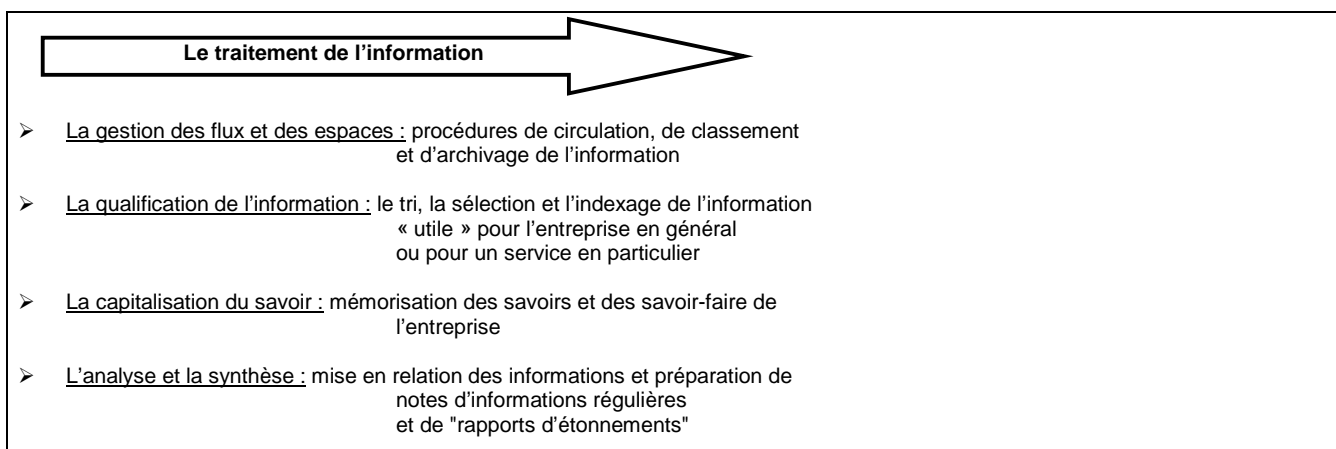 Le traitement de l’information
➢ La gestion des flux et des espaces : procédures de circulation, de classement
et d’archivage de l’information
➢ La qualification de l’information : le tri, la sélection et l’indexage de l’information
« utile » pour l’entreprise en général
ou pour un service en particulier
➢ La capitalisation du savoir : mémorisation des savoirs et des savoir-faire de
l’entreprise
➢ L’analyse et la synthèse : mise en relation des informations et préparation de
notes d’informations régulières
et de "rapports d’étonnements"